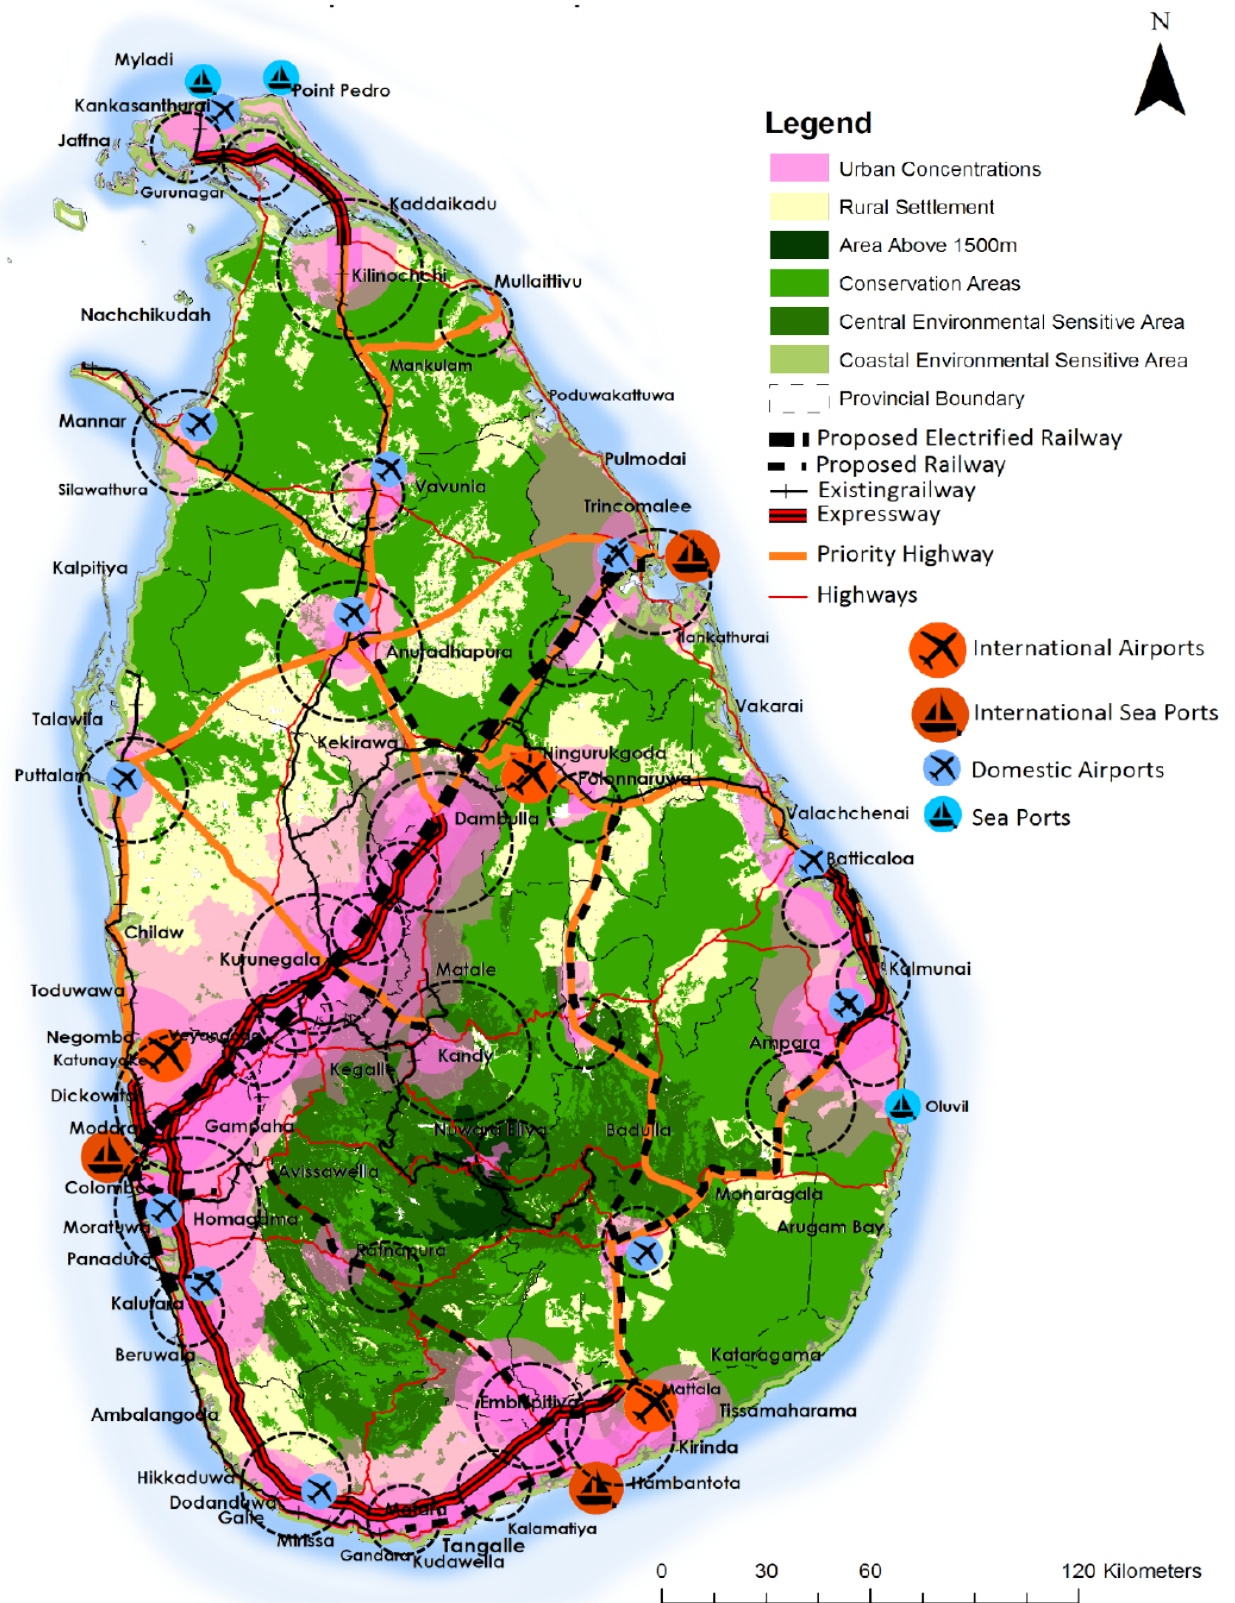 N
Myladi
Point Pedro
Kankasanthurai
Jaffna
Gurunagar
Kaddaikadu
Kilinochchi
Mullaittivu
Nachchikudah
Mankulam
Poduwakattuwa
Mannar
Pulmodai
Silawathura
Vavunia
Trincomalee
Kalpitiya
Ilankathurai
Anuradhapura
Vakarai
Talawila
Kekirawa
Ningurukgoda
Puttalam
Polonnaruwa
Dambulla
Valachchenai
Batticaloa
Chilaw
Kurunegala
Matale
Kalmunai
Toduwawa
Negombo
Veyangoda
Katunayake
Ampara
Kandy
Kegalle
Dickowita
Oluvil
Modara
Gampaha
Nuwara Eliya
Badulla
Avissawella
Colombo
Monaragala
Homagama
Moratuwa
Arugam Bay
Panadura
Ratnapura
Kalutara
Beruwala
Kataragama
Mattala
Embilipitiya
Tissamaharama
Ambalangoda
Kirinda
Hikkaduwa
Hambantota
Dodanduwa
Matara
Galle
Kalamatiya
Mirissa
Tangalle
Gandara
Kudawella
Legend
Urban Concentrations
Rural Settlement
Area Above 1500m
Conservation Areas
Central Environmental Sensitive Area
Coastal Environmental Sensitive Area
Provincial Boundary
Proposed Electrified Railway
Proposed Railway
Existingrailway
Expressway
Priority Highway
Highways
International Airports
International Sea Ports
Domestic Airports
Sea Ports
0 30 60 120 Kilometers